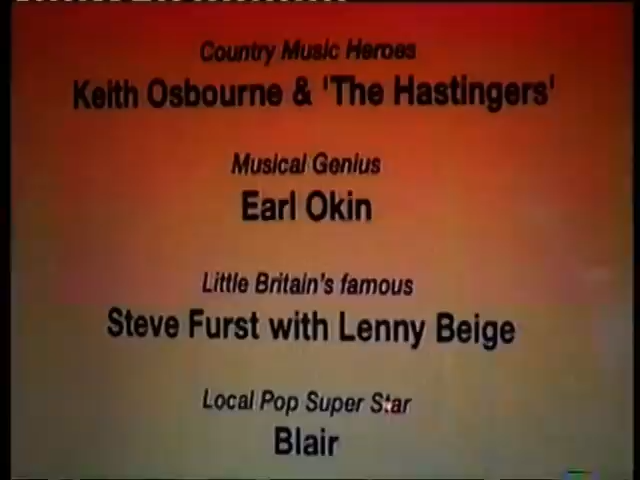 Country Music Heroes
Keith Osbourne & 'The Hastingers'
Musical Genius
Earl Okin
Little Britain's famous
Steve Furst with Lenny Beige
Local Pop Super Star
Blair